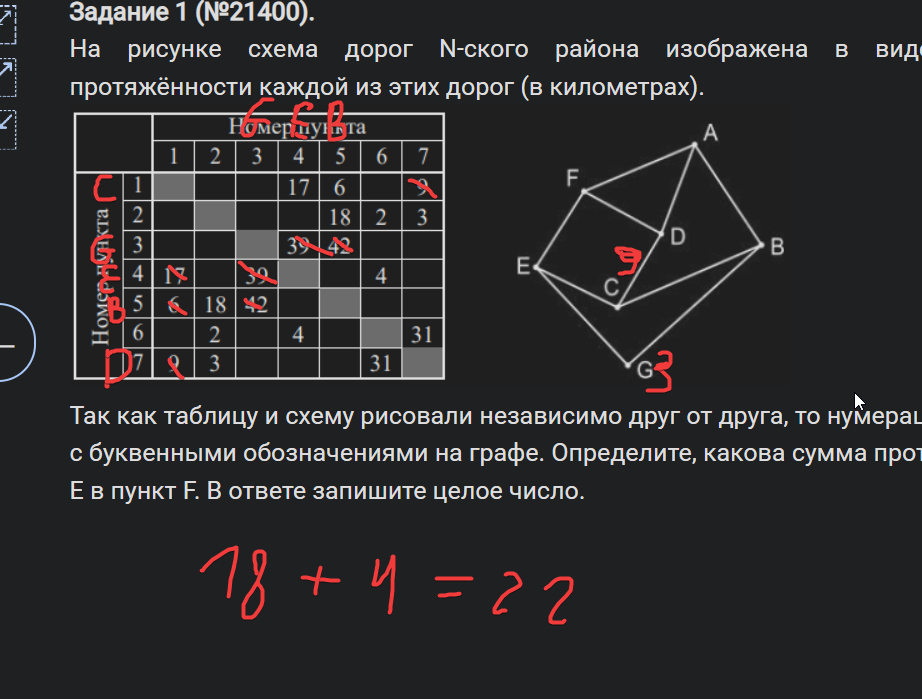 Задание 1 (№21400).
На рисунке схема дорог N-ского района изображена в вид
протяжённости каждой из этих дорог (в километрах).
G E B
Номер пункта
1 2 3 4 5 6 7
C 1 17 6 9
2 18 2 3
G 3 39 42
E 4 17 39 4
B 5 6 18 42
6 2 4 31
D 7 9 3 31
Номер пункта
A
F
D
B
E
9
C
G 3
Так как таблицу и схему рисовали независимо друг от друга, то нумерац
с буквенными обозначениями на графе. Определите, какова сумма прот
E в пункт F. В ответе запишите целое число.
18 + 4 = 22